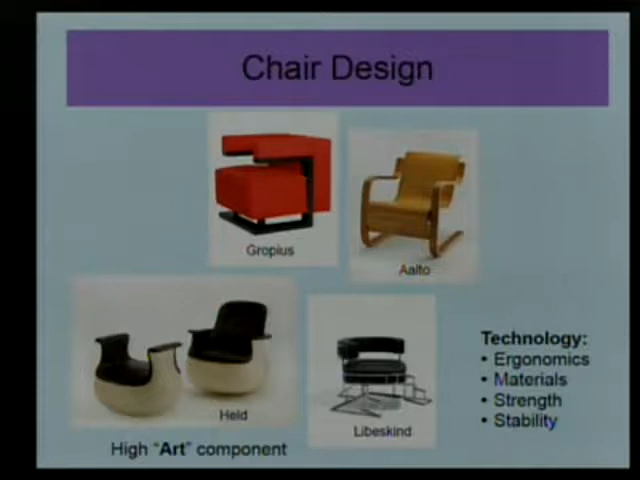 Chair Design
Gropius
Aalto
Held
Libeskind
Technology:
• Ergonomics
• Materials
• Strength
• Stability
High "Art" component